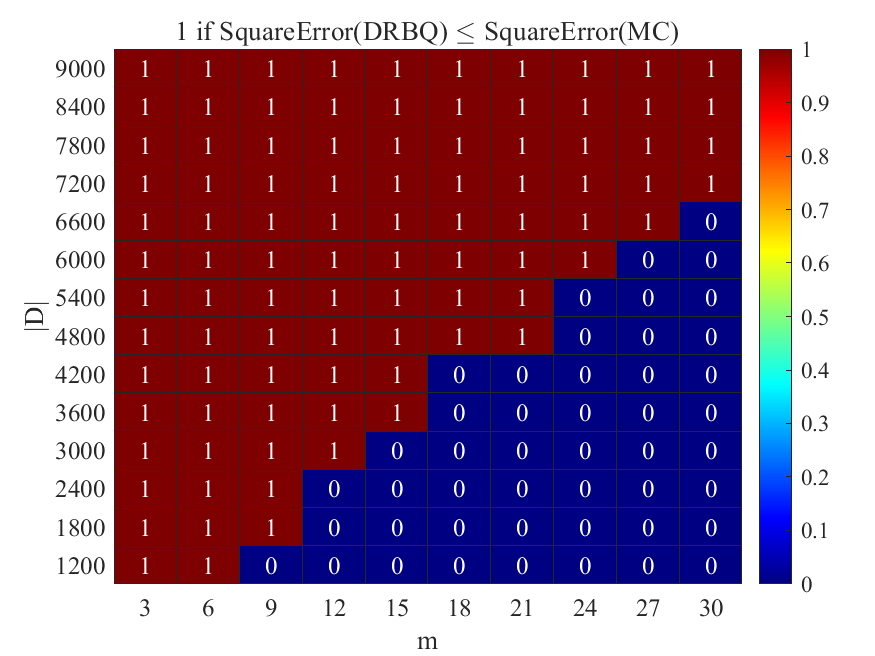 1 if SquareError(DRBQ) ≤ SquareError(MC)
9000 1 1 1 1 1 1 1 1 1 1
8400 1 1 1 1 1 1 1 1 1 1
7800 1 1 1 1 1 1 1 1 1 1
7200 1 1 1 1 1 1 1 1 1 1
6600 1 1 1 1 1 1 1 1 1 0
6000 1 1 1 1 1 1 1 1 0 0
5400 1 1 1 1 1 1 1 0 0 0
4800 1 1 1 1 1 1 1 0 0 0
4200 1 1 1 1 1 0 0 0 0 0
3600 1 1 1 1 1 0 0 0 0 0
3000 1 1 1 1 0 0 0 0 0 0
2400 1 1 1 0 0 0 0 0 0 0
1800 1 1 1 0 0 0 0 0 0 0
1200 1 1 0 0 0 0 0 0 0 0
3 6 9 12 15 18 21 24 27 30
m
|D|
1
0.9
0.8
0.7
0.6
0.5
0.4
0.3
0.2
0.1
0